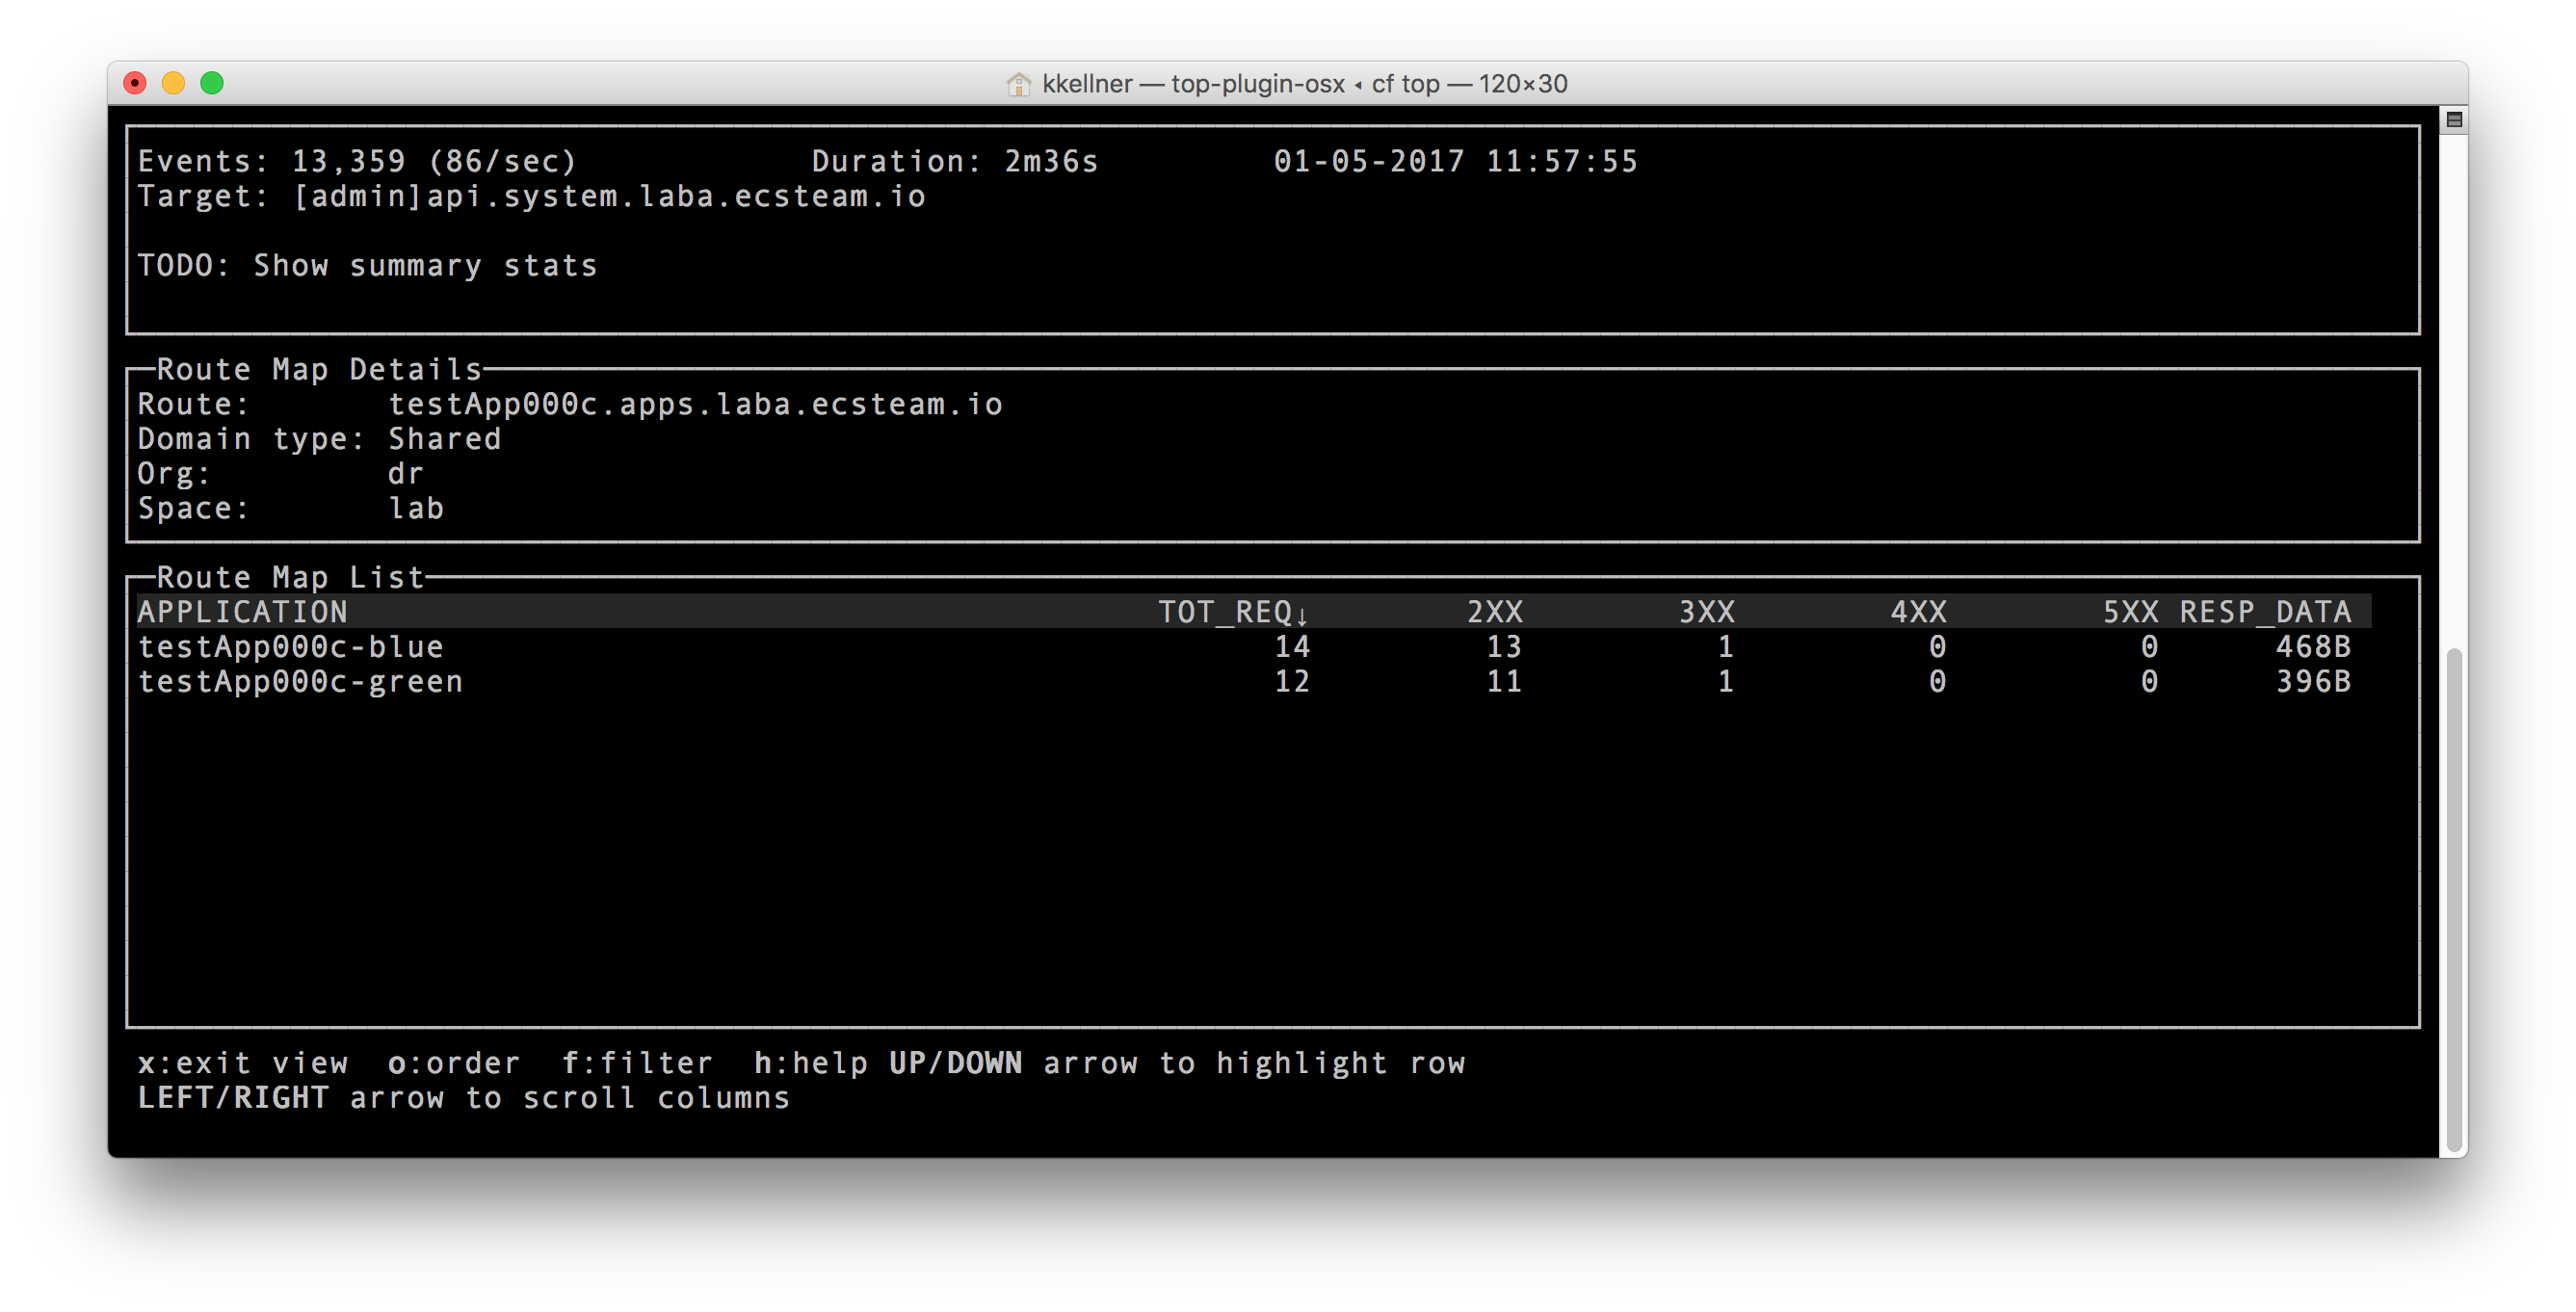 kkellner — top-plugin-osx ◂ cf top — 120×30
Events: 13,359 (86/sec) Duration: 2m36s 01-05-2017 11:57:55
Target: [admin]api.system.laba.ecsteam.io
TODO: Show summary stats
Route Map Details
Route: testApp000c.apps.laba.ecsteam.io
Domain type: Shared
Org: dr
Space: lab
Route Map List
APPLICATION TOT_REQ↓ 2XX 3XX 4XX 5XX RESP_DATA
testApp000c-blue 14 13 1 0 0 468B
testApp000c-green 12 11 1 0 0 396B
x:exit view o:order f:filter h:help UP/DOWN arrow to highlight row
LEFT/RIGHT arrow to scroll columns